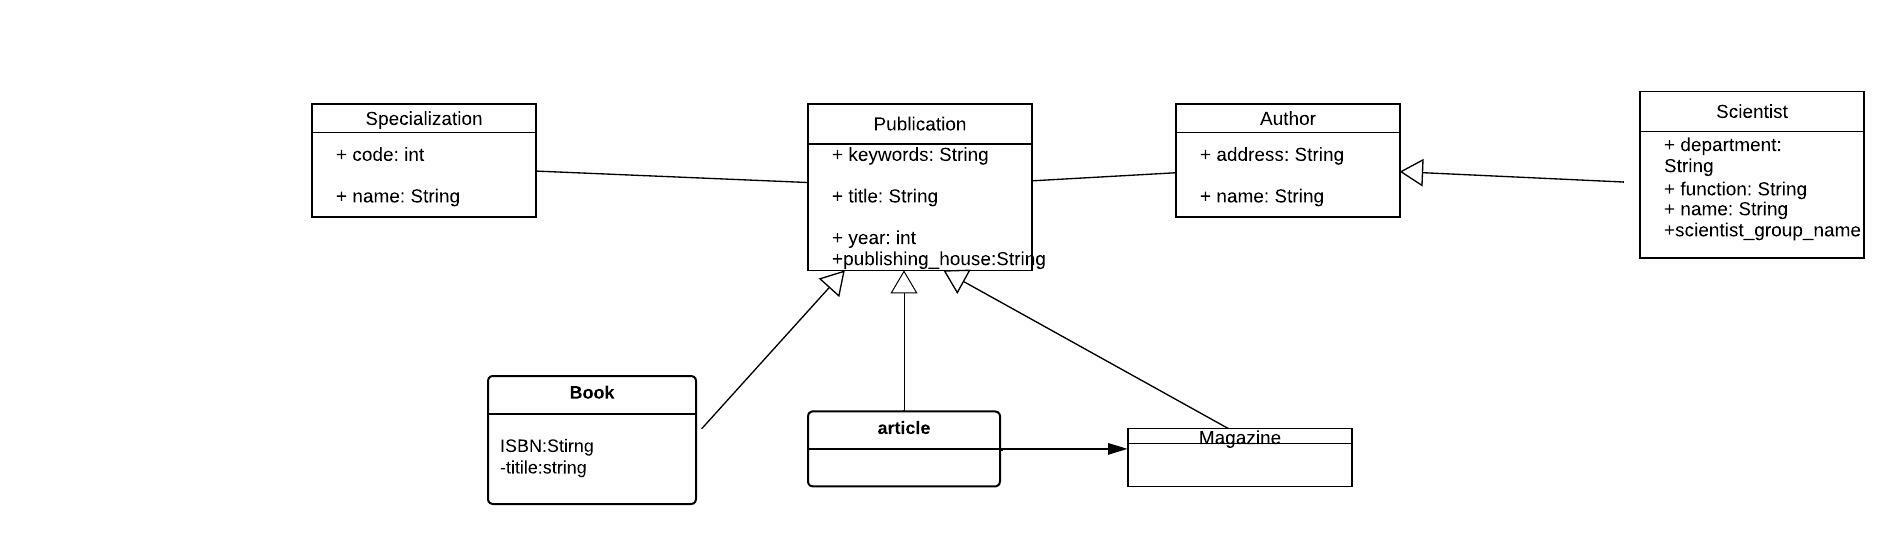 Specialization
+ code: int
+ name: String
Publication
+ keywords: String
+ title: String
+ year: int
+publishing_house:String
Author
+ address: String
+ name: String
Scientist
+ department:
String
+ function: String
+ name: String
+scientist_group_name
Book
ISBN:Stirng
-titile:string
article
Magazine